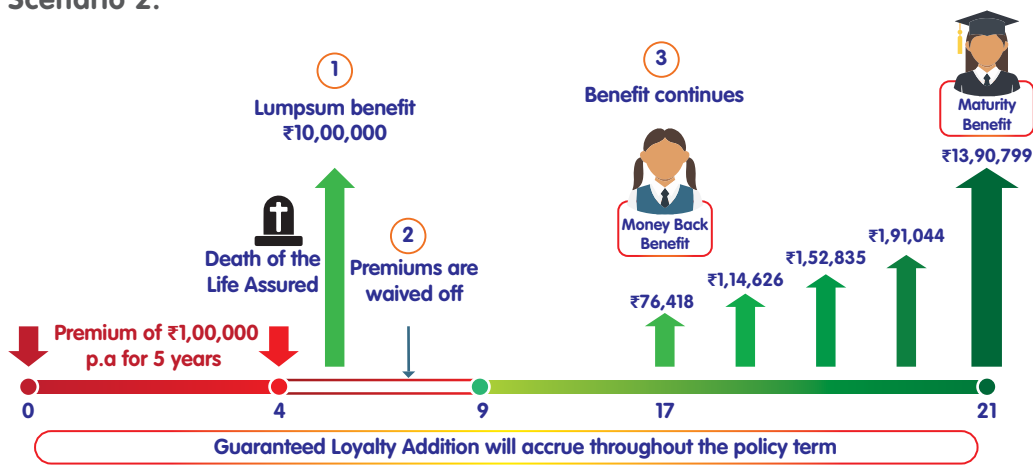 Scenario 2:
1
Lumpsum benefit
₹10,00,000
Death of the
Life Assured
2
Premiums are
waived off
3
Benefit continues
Money Back
Benefit
Maturity
Benefit
₹13,90,799
₹1,91,044
₹1,52,835
₹1,14,626
₹76,418
Premium of ₹1,00,000
p.a for 5 years
0 4 9 17 21
Guaranteed Loyalty Addition will accrue throughout the policy term